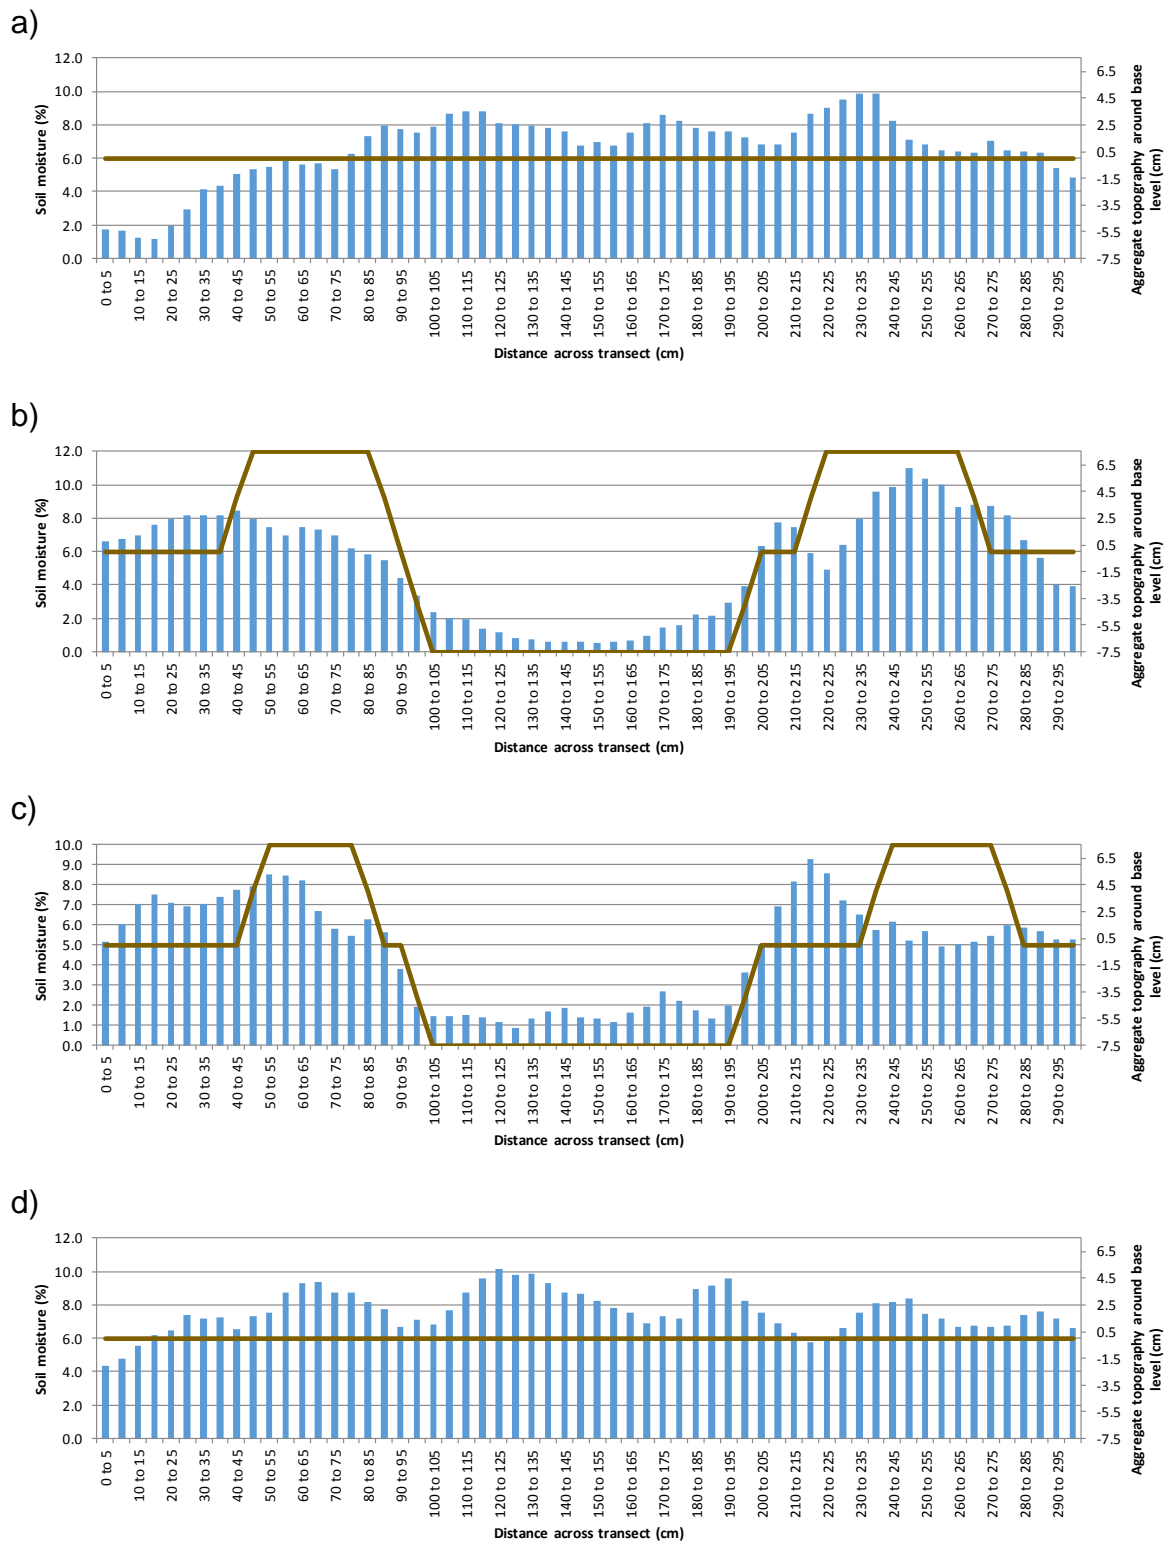 a)
12.0
10.0
8.0
6.0
4.0
2.0
0.0
Soil moisture (%)
6.5
4.5
2.5
0.5
-1.5
-3.5
-5.5
-7.5
Aggregate topography around base
level (cm)
0 to 5
10 to 15
20 to 25
30 to 35
40 to 45
50 to 55
60 to 65
70 to 75
80 to 85
90 to 95
100 to 105
110 to 115
120 to 125
130 to 135
140 to 145
150 to 155
160 to 165
170 to 175
180 to 185
190 to 195
200 to 205
210 to 215
220 to 225
230 to 235
240 to 245
250 to 255
260 to 265
270 to 275
280 to 285
290 to 295
Distance across transect (cm)
b)
12.0
10.0
8.0
6.0
4.0
2.0
0.0
Soil moisture (%)
6.5
4.5
2.5
0.5
-1.5
-3.5
-5.5
-7.5
Aggregate topography around base
level (cm)
0 to 5
10 to 15
20 to 25
30 to 35
40 to 45
50 to 55
60 to 65
70 to 75
80 to 85
90 to 95
100 to 105
110 to 115
120 to 125
130 to 135
140 to 145
150 to 155
160 to 165
170 to 175
180 to 185
190 to 195
200 to 205
210 to 215
220 to 225
230 to 235
240 to 245
250 to 255
260 to 265
270 to 275
280 to 285
290 to 295
Distance across transect (cm)
c)
10.0
9.0
8.0
7.0
6.0
5.0
4.0
3.0
2.0
1.0
0.0
Soil moisture (%)
6.5
4.5
2.5
0.5
-1.5
-3.5
-5.5
-7.5
Aggregate topography around base
level (cm)
0 to 5
10 to 15
20 to 25
30 to 35
40 to 45
50 to 55
60 to 65
70 to 75
80 to 85
90 to 95
100 to 105
110 to 115
120 to 125
130 to 135
140 to 145
150 to 155
160 to 165
170 to 175
180 to 185
190 to 195
200 to 205
210 to 215
220 to 225
230 to 235
240 to 245
250 to 255
260 to 265
270 to 275
280 to 285
290 to 295
Distance across transect (cm)
d)
12.0
10.0
8.0
6.0
4.0
2.0
0.0
Soil moisture (%)
6.5
4.5
2.5
0.5
-1.5
-3.5
-5.5
-7.5
Aggregate topography around base
level (cm)
0 to 5
10 to 15
20 to 25
30 to 35
40 to 45
50 to 55
60 to 65
70 to 75
80 to 85
90 to 95
100 to 105
110 to 115
120 to 125
130 to 135
140 to 145
150 to 155
160 to 165
170 to 175
180 to 185
190 to 195
200 to 205
210 to 215
220 to 225
230 to 235
240 to 245
250 to 255
260 to 265
270 to 275
280 to 285
290 to 295
Distance across transect (cm)